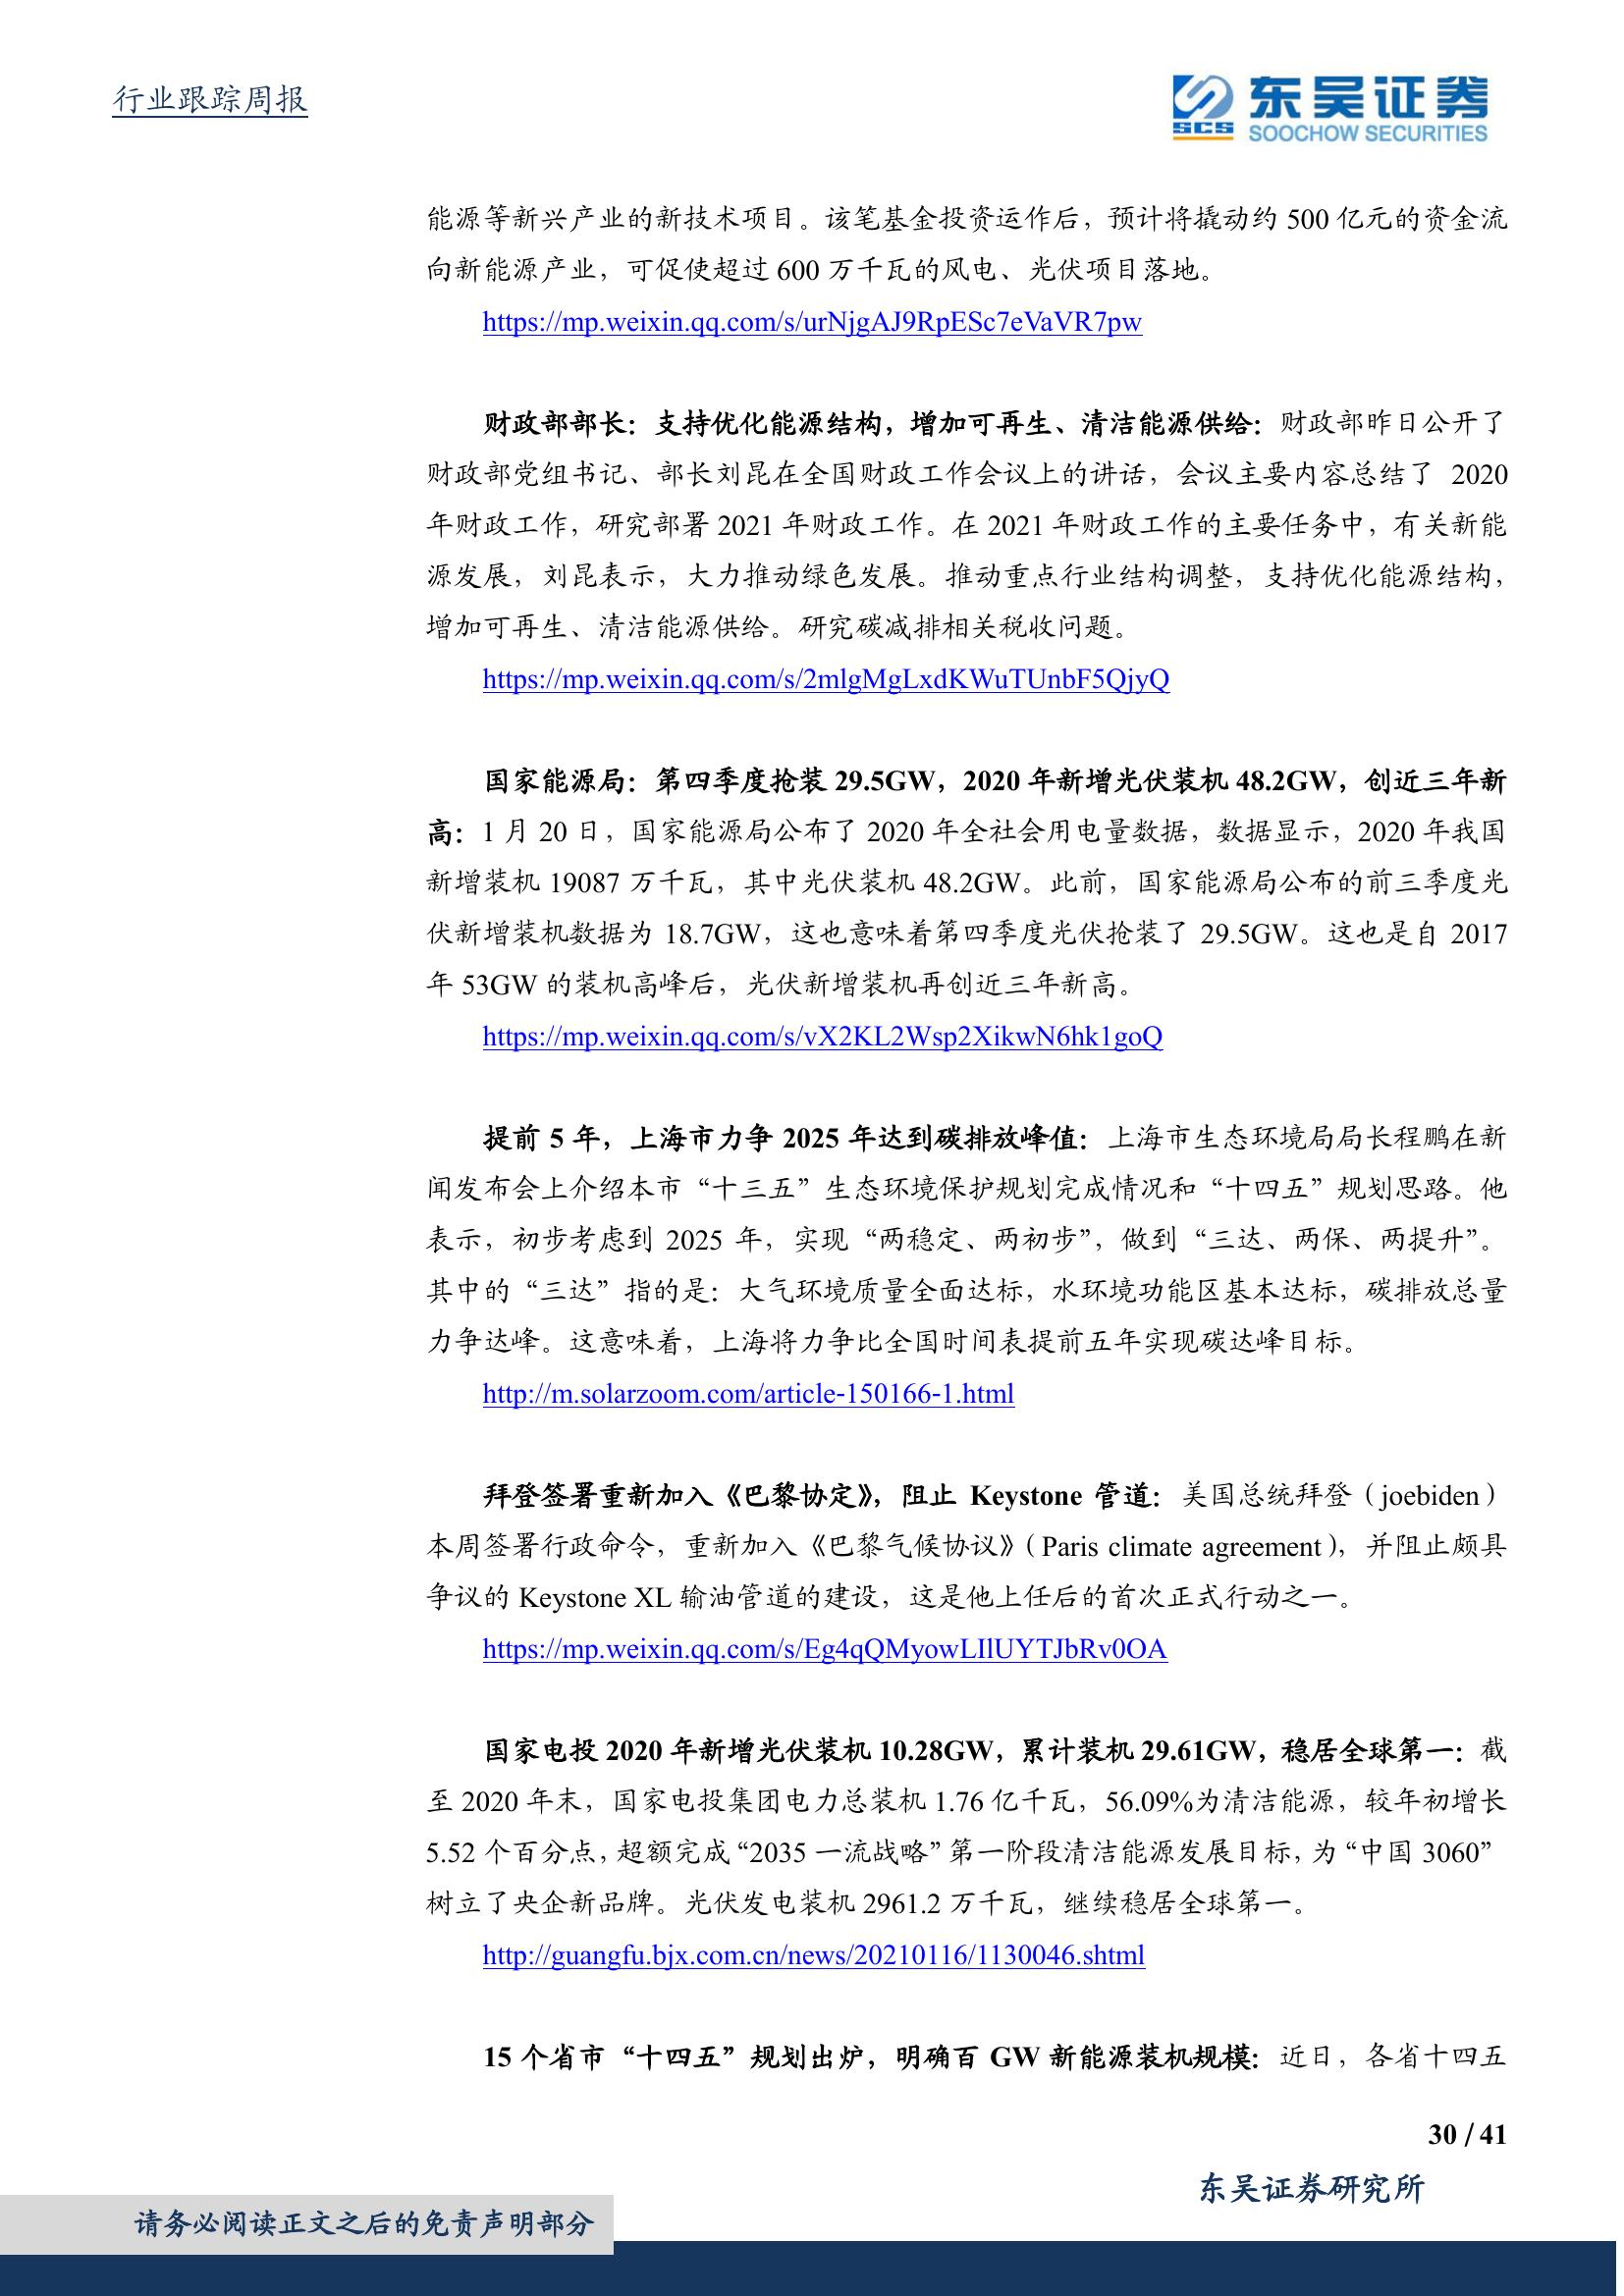 行业跟踪周报
SCS
东吴证券
SOOCHOW SECURITIES
能源等新兴产业的新技术项目。该笔基金投资运作后，预计将撬动约 500 亿元的资金流
向新能源产业，可促使超过 600 万千瓦的风电、光伏项目落地。
https://mp.weixin.qq.com/s/urNjgAJ9RpESc7eVaVR7pw
财政部部长：支持优化能源结构，增加可再生、清洁能源供给：财政部昨日公开了
财政部党组书记、部长刘昆在全国财政工作会议上的讲话，会议主要内容总结了 2020
年财政工作，研究部署 2021 年财政工作。在 2021 年财政工作的主要任务中，有关新能
源发展，刘昆表示，大力推动绿色发展。推动重点行业结构调整，支持优化能源结构，
增加可再生、清洁能源供给。研究碳减排相关税收问题。
https://mp.weixin.qq.com/s/2mlgMgLxdKWuTUnbF5QjyQ
国家能源局：第四季度抢装 29.5GW，2020 年新增光伏装机 48.2GW，创近三年新
高：1 月 20 日，国家能源局公布了 2020 年全社会用电量数据，数据显示，2020 年我国
新增装机 19087 万千瓦，其中光伏装机 48.2GW。此前，国家能源局公布的前三季度光
伏新增装机数据为 18.7GW，这也意味着第四季度光伏抢装了 29.5GW。这也是自 2017
年 53GW 的装机高峰后，光伏新增装机再创近三年新高。
https://mp.weixin.qq.com/s/vX2KL2Wsp2XikwN6hk1goQ
提前 5 年，上海市力争 2025 年达到碳排放峰值：上海市生态环境局局长程鹏在新
闻发布会上介绍本市“十三五”生态环境保护规划完成情况和“十四五”规划思路。他
表示，初步考虑到 2025 年，实现“两稳定、两初步”，做到“三达、两保、两提升”。
其中的“三达”指的是：大气环境质量全面达标，水环境功能区基本达标，碳排放总量
力争达峰。这意味着，上海将力争比全国时间表提前五年实现碳达峰目标。
http://m.solarzoom.com/article-150166-1.html
拜登签署重新加入《巴黎协定》，阻止 Keystone 管道：美国总统拜登（joebiden）
本周签署行政命令，重新加入《巴黎气候协议》（Paris climate agreement），并阻止颇具
争议的 Keystone XL 输油管道的建设，这是他上任后的首次正式行动之一。
https://mp.weixin.qq.com/s/Eg4qQMyowLIlUYTJbRv0OA
国家电投 2020 年新增光伏装机 10.28GW，累计装机 29.61GW，稳居全球第一：截
至 2020 年末，国家电投集团电力总装机 1.76 亿千瓦，56.09%为清洁能源，较年初增长
5.52 个百分点，超额完成“2035 一流战略”第一阶段清洁能源发展目标，为“中国 3060”
树立了央企新品牌。光伏发电装机 2961.2 万千瓦，继续稳居全球第一。
http://guangfu.bjx.com.cn/news/20210116/1130046.shtml
15 个省市“十四五”规划出炉，明确百 GW 新能源装机规模：近日，各省十四五
30 / 41
东吴证券研究所
请务必阅读正文之后的免责声明部分